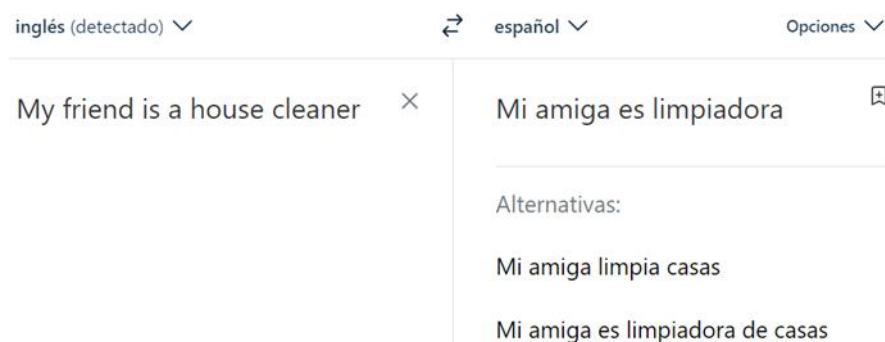 inglés (detectado)
español
Opciones
My friend is a house cleaner
Mi amiga es limpiadora
Alternativas:
Mi amiga limpia casas
Mi amiga es limpiadora de casas